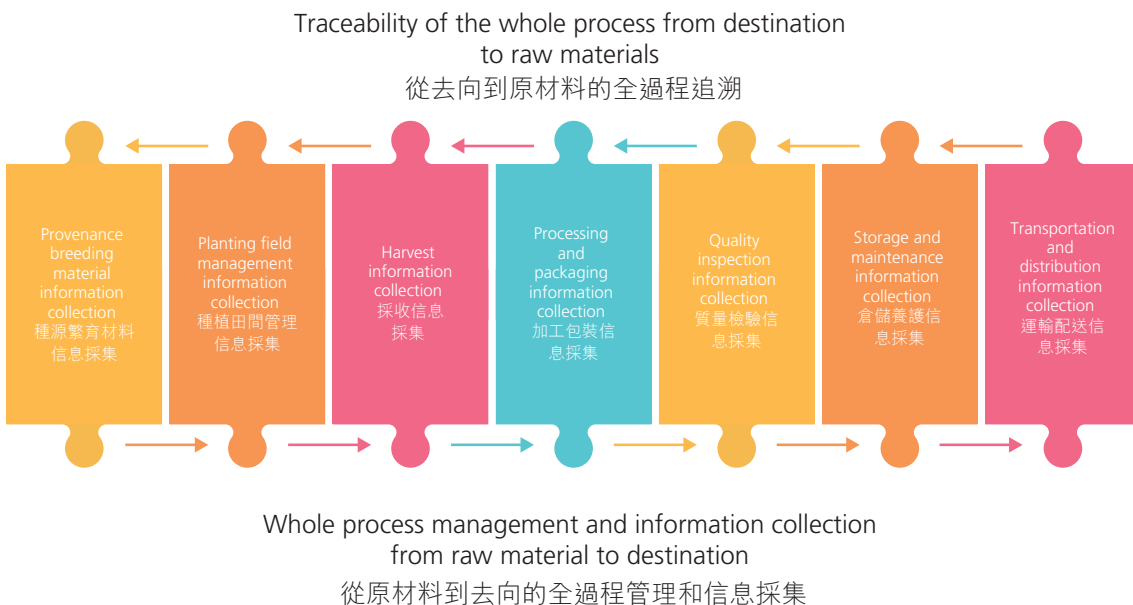 Traceability of the whole process from destination
to raw materials
從去向到原材料的全過程追溯
Provenance
breeding
material
information
collection
種源繁育材料
信息採集
Planting field
management
information
collection
種植田間管理
信息採集
Harvest
information
collection
採收信息
採集
Processing
and
packaging
information
collection
加工包裝信
息採集
Quality
inspection
information
collection
質量檢驗信
息採集
Storage and
maintenance
information
collection
倉儲養護信
息採集
Transportation
and
distribution
information
collection
運輸配送信
息採集
Whole process management and information collection
from raw material to destination
從原材料到去向的全過程管理和信息採集